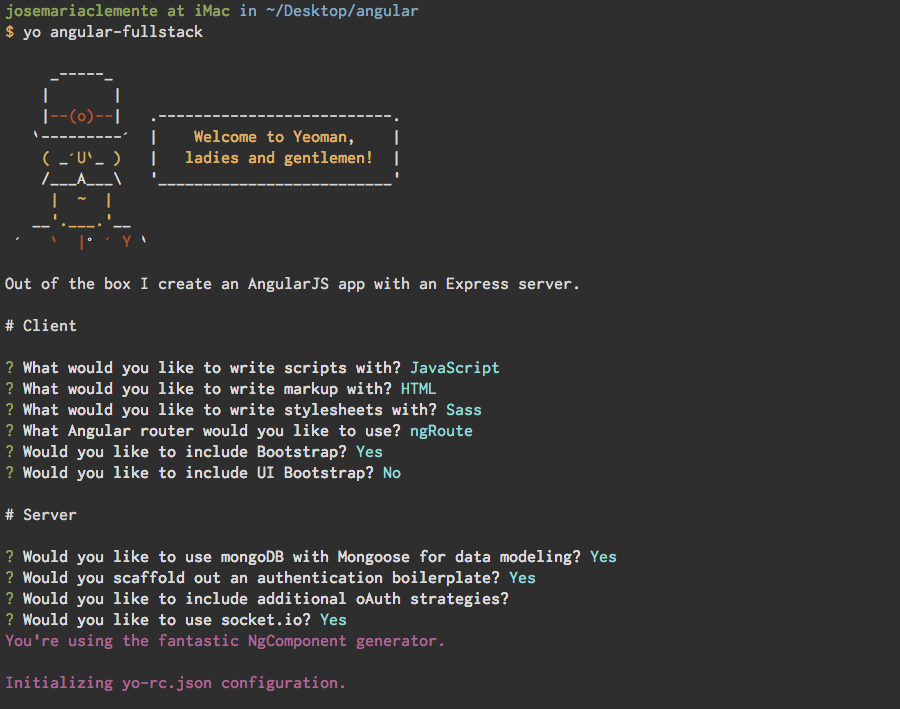 josemariaclemente at iMac in ~/Desktop/angular
$ yo angular-fullstack
     _-----_
    |       |
    |--(o)--|   .--------------------------.
   `---------´  |    Welcome to Yeoman,    |
    ( _´U`_ )   |   ladies and gentlemen!  |
    /___A___\   '__________________________'
     |  ~  |
   __'.___.'__
 ´   `  |° ´ Y `
Out of the box I create an AngularJS app with an Express server.
# Client
? What would you like to write scripts with? JavaScript
? What would you like to write markup with? HTML
? What would you like to write stylesheets with? Sass
? What Angular router would you like to use? ngRoute
? Would you like to include Bootstrap? Yes
? Would you like to include UI Bootstrap? No
# Server
? Would you like to use mongoDB with Mongoose for data modeling? Yes
? Would you scaffold out an authentication boilerplate? Yes
? Would you like to include additional oAuth strategies?
? Would you like to use socket.io? Yes
You're using the fantastic NgComponent generator.
Initializing yo-rc.json configuration.